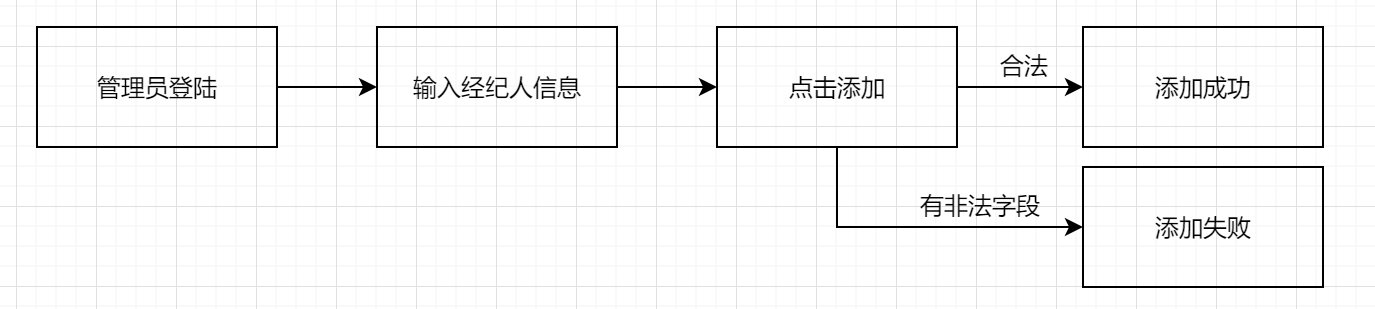 管理员登陆
输入经纪人信息
点击添加
合法
添加成功
有非法字段
添加失败